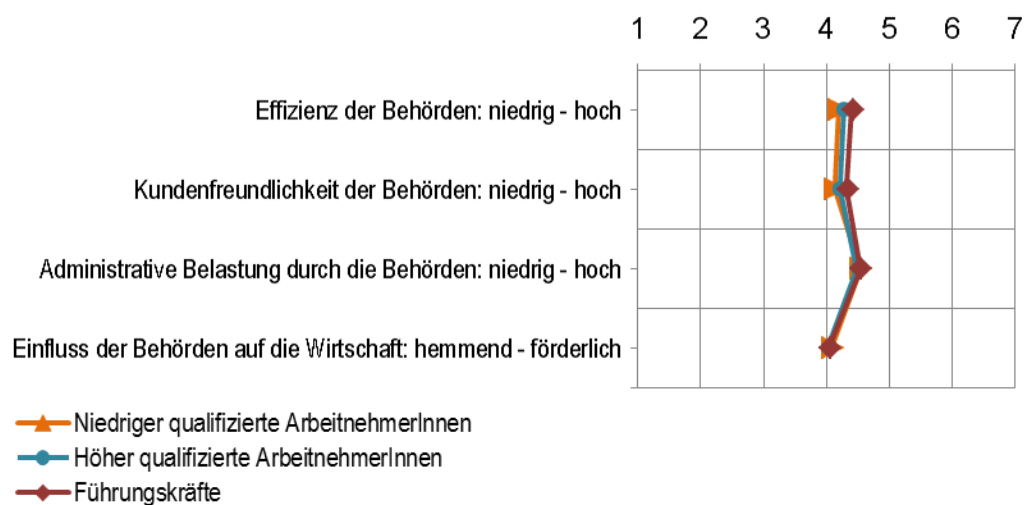 1 2 3 4 5 6 7
Effizienz der Behörden: niedrig - hoch
Kundenfreundlichkeit der Behörden: niedrig - hoch
Administrative Belastung durch die Behörden: niedrig - hoch
Einfluss der Behörden auf die Wirtschaft: hemmend - förderlich
Niedriger qualifizierte ArbeitnehmerInnen
Höher qualifizierte ArbeitnehmerInnen
Führungskräfte